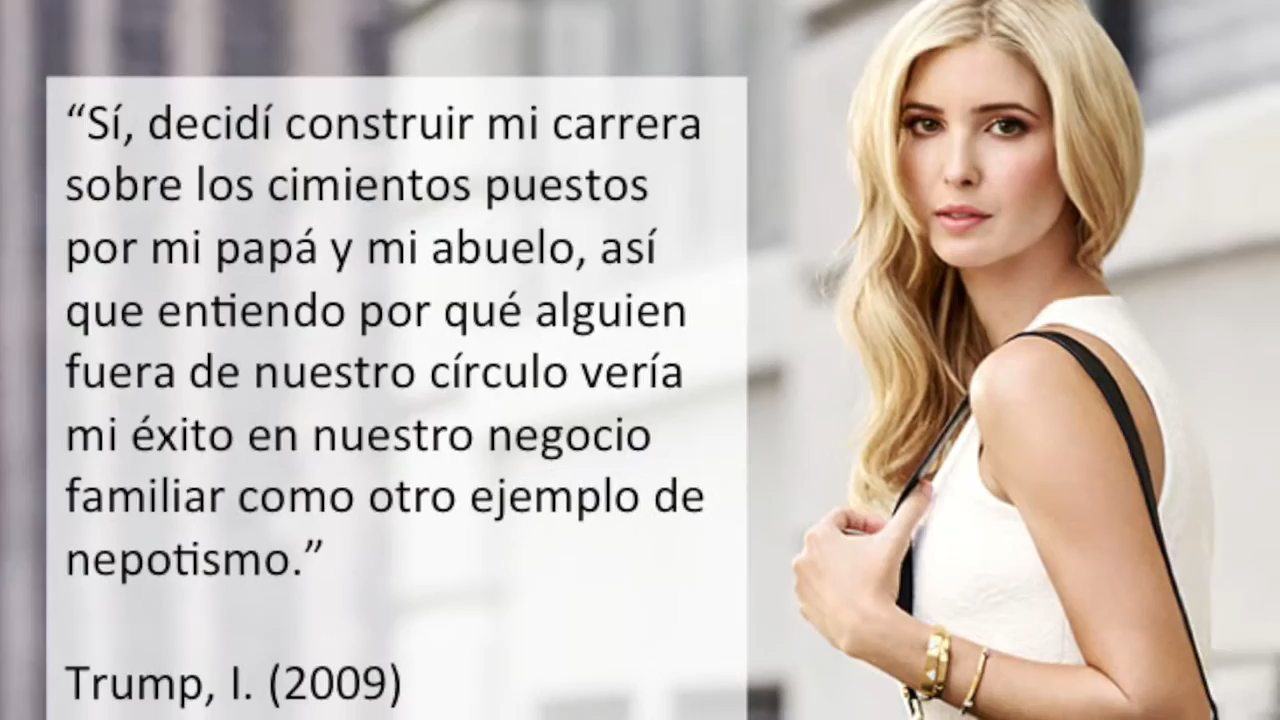 “Sí, decidí construir mi carrera
sobre los cimientos puestos
por mi papá y mi abuelo, así
que entiendo por qué alguien
fuera de nuestro círculo vería
mi éxito en nuestro negocio
familiar como otro ejemplo de
nepotismo.”
Trump, I. (2009)